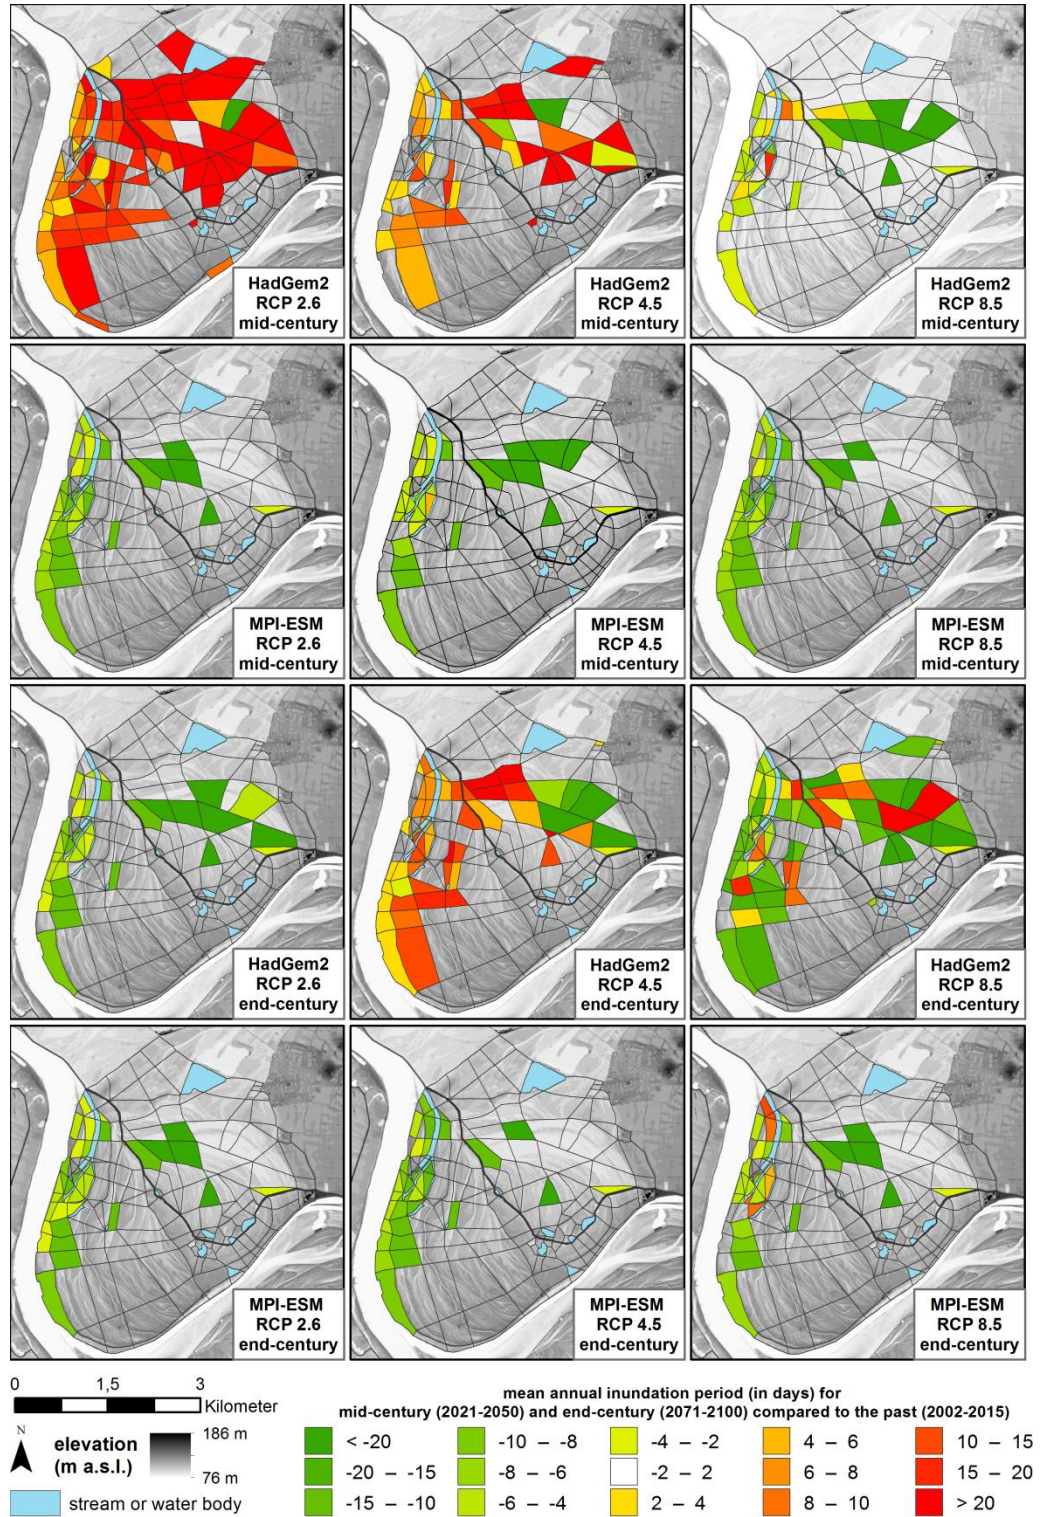 HadGem2
RCP 2.6
mid-century
HadGem2
RCP 4.5
mid-century
HadGem2
RCP 8.5
mid-century
MPI-ESM
RCP 2.6
mid-century
MPI-ESM
RCP 4.5
mid-century
MPI-ESM
RCP 8.5
mid-century
HadGem2
RCP 2.6
end-century
HadGem2
RCP 4.5
end-century
HadGem2
RCP 8.5
end-century
MPI-ESM
RCP 2.6
end-century
MPI-ESM
RCP 4.5
end-century
MPI-ESM
RCP 8.5
end-century
0 1,5 3
Kilometer
N
elevation
(m a.s.l.)
186 m
76 m
stream or water body
mean annual inundation period (in days) for
mid-century (2021-2050) and end-century (2071-2100) compared to the past (2002-2015)
< -20
-20 – -15
-15 – -10
-10 – -8
-8 – -6
-6 – -4
-4 – -2
-2 – 2
2 – 4
4 – 6
6 – 8
8 – 10
10 – 15
15 – 20
> 20